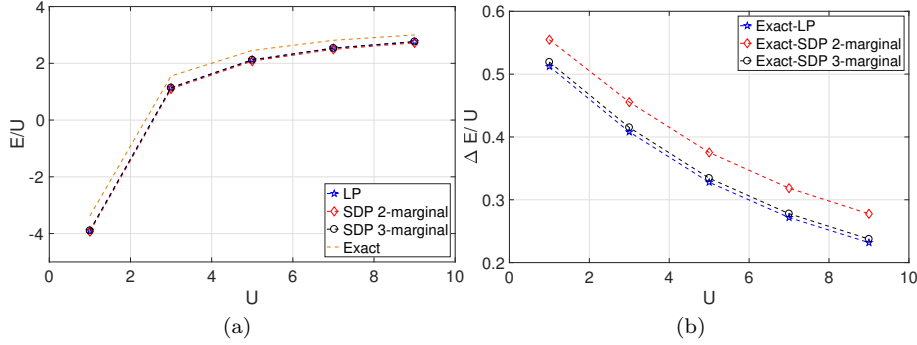 (a)
E/U
4
2
0
-2
-4
0
2
4
6
8
10
U
LP
SDP 2-marginal
SDP 3-marginal
Exact
(b)
Δ E/ U
0.6
0.5
0.4
0.3
0.2
0
2
4
6
8
10
U
Exact-LP
Exact-SDP 2-marginal
Exact-SDP 3-marginal